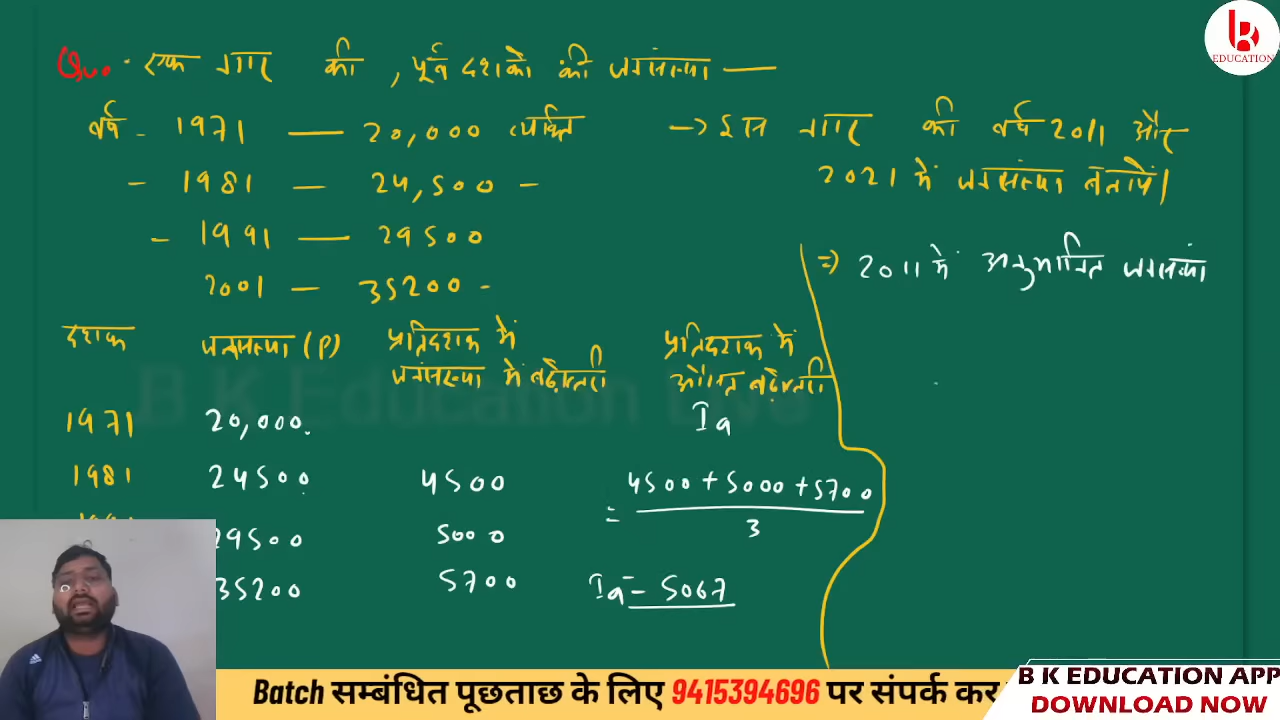 Que. एक नगर की, पूर्व दशको की जनसंख्या —
वर्ष - 1971 — 20,000 व्यक्ति
- 1981 — 24,500 -
- 1991 — 29500
2001 — 35200 -
→ इस नगर की वर्ष 2011 और
2021 में जनसंख्या बतायें।
दशक जनसंख्या (P) प्रतिदशक में जनसंख्या में बढ़ोत्तरी प्रतिदशक में औसत बढ़ोत्तरी
1971 20,000. Ia
1981 24500 4500 = 4500 + 5000 + 5700 / 3
29500 5000
35200 5700 Ia = 5067
⇒ 2011 में अनुमानित जनसंख्या
B K Education Live
EDUCATION
Batch सम्बंधित पूछताछ के लिए 9415394696 पर संपर्क कर
B K EDUCATION APP
DOWNLOAD NOW